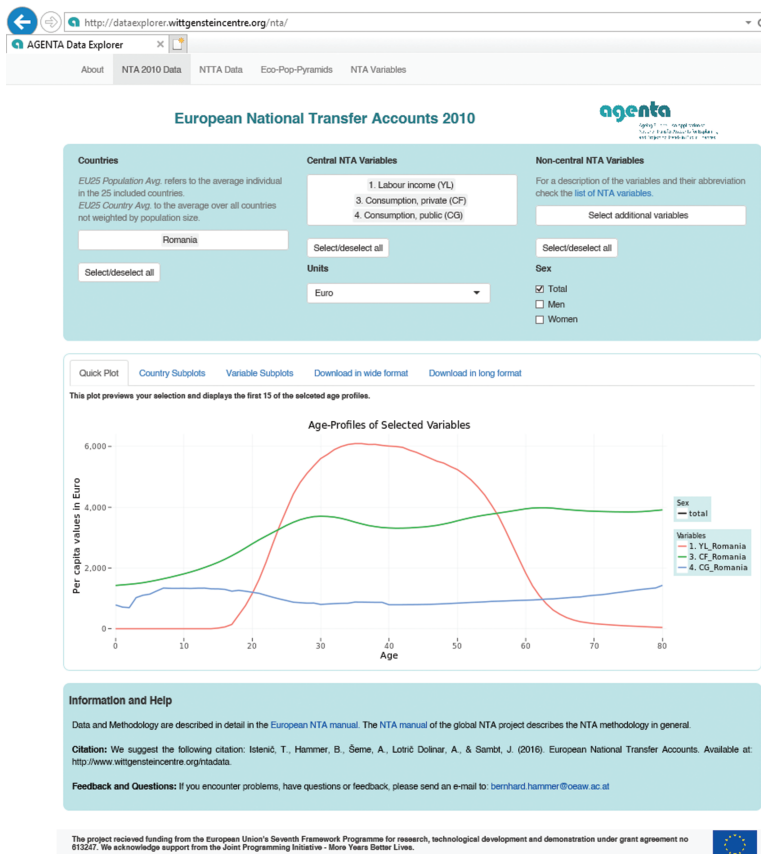 http://dataexplorer.wittgensteincentre.org/nta/
AGENTA Data Explorer
About NTA 2010 Data NTTA Data Eco-Pop-Pyramids NTA Variables
European National Transfer Accounts 2010
agenta
Countries
EU25 Population Avg. refers to the average individual
in the 25 included countries.
EU25 Country Avg. to the average over all countries
not weighted by population size.
Romania
Select/deselect all
Central NTA Variables
1. Labour income (YL)
3. Consumption, private (CF)
4. Consumption, public (CG)
Select/deselect all
Units
Euro
Non-central NTA Variables
For a description of the variables and their abbreviation
check the list of NTA variables.
Select additional variables
Select/deselect all
Sex
Total
Men
Women
Quick Plot Country Subplots Variable Subplots Download in wide format Download in long format
This plot previews your selection and displays the first 15 of the selceted age profiles.
Age-Profiles of Selected Variables
Per capita values in Euro
6,000
4,000
2,000
0
0 10 20 30 40 50 60 70 80
Age
Sex
total
Variables
1. YL_Romania
3. CF_Romania
4. CG_Romania
Information and Help
Data and Methodology are described in detail in the European NTA manual. The NTA manual of the global NTA project describes the NTA methodology in general.
Citation: We suggest the following citation: Istenič, T., Hammer, B., Šeme, A., Lotrič Dolinar, A., & Sambt, J. (2016). European National Transfer Accounts. Available at:
http://www.wittgensteincentre.org/ntadata.
Feedback and Questions: If you encounter problems, have questions or feedback, please send an e-mail to: bernhard.hammer@oeaw.ac.at
The project recieved funding from the European Union's Seventh Framework Programme for research, technological development and demonstration under grant agreement no
613247. We acknowledge support from the Joint Programming Initiative - More Years Better Lives.